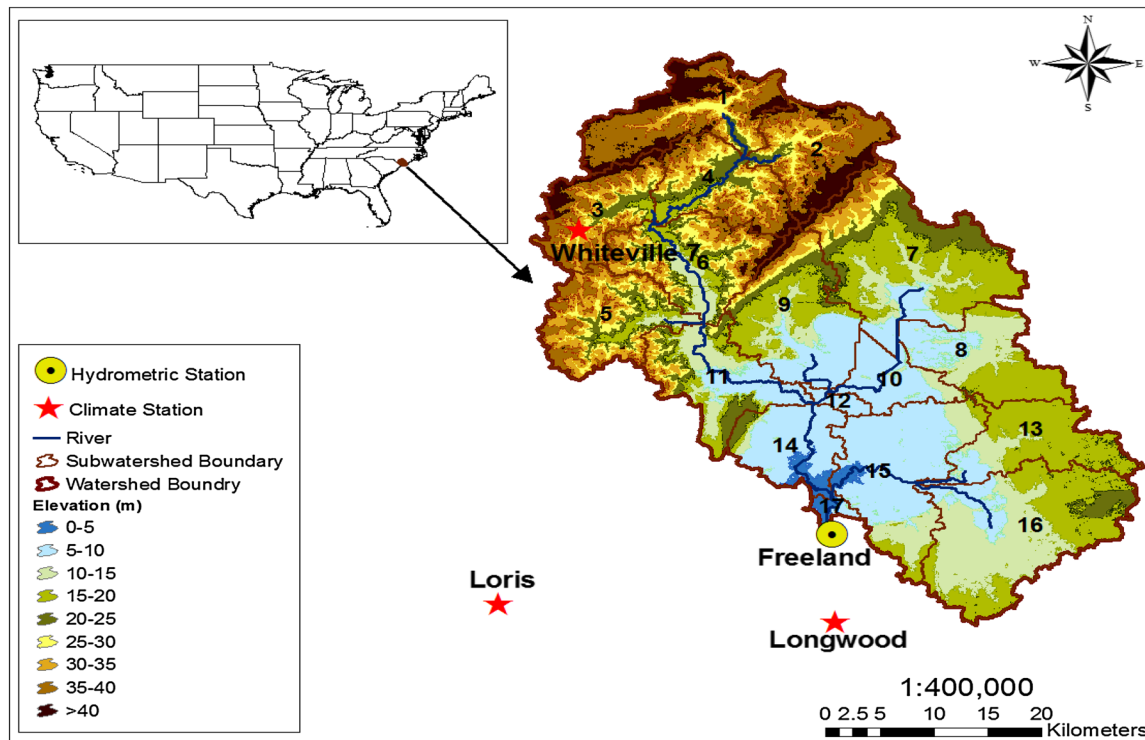 N
W E
S
1
2
4
3
Whiteville
7
6
7
5
9
8
11
10
12
13
14
15
17
16
Freeland
Loris
Longwood
Hydrometric Station
Climate Station
River
Subwatershed Boundary
Watershed Boundry
Elevation (m)
0-5
5-10
10-15
15-20
20-25
25-30
30-35
35-40
>40
1:400,000
0 2.5 5 10 15 20
Kilometers